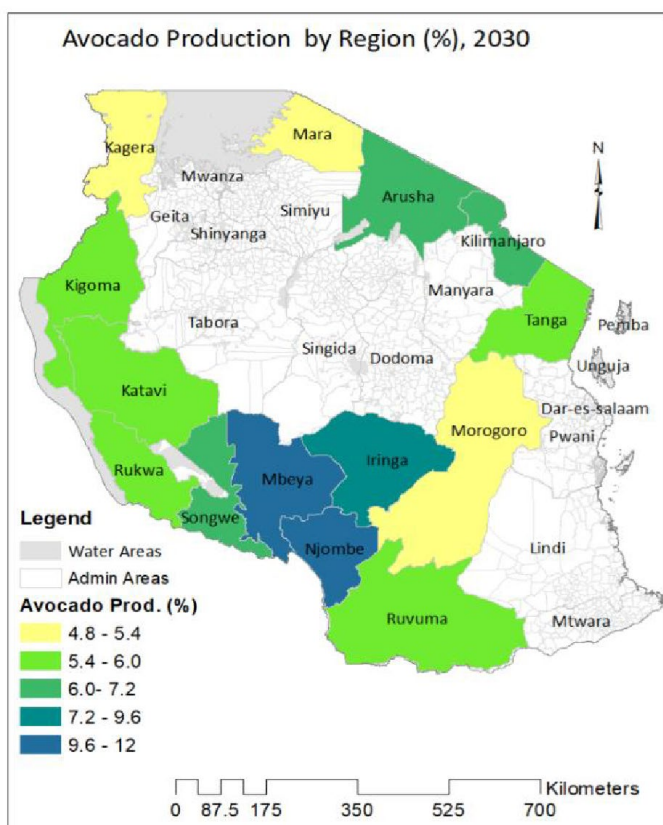 Avocado Production by Region (%), 2030
N
Kagera
Mara
Mwanza
Arusha
Geita
Simiyu
Shinyanga
Kilimanjaro
Kigoma
Manyara
Tabora
Tanga
Pemba
Singida
Dodoma
Unguja
Katavi
Dar-es-salaam
Morogoro
Pwani
Iringa
Rukwa
Mbeya
Songwe
Njombe
Lindi
Ruvuma
Mtwara
Legend
Water Areas
Admin Areas
Avocado Prod. (%)
4.8 - 5.4
5.4 - 6.0
6.0- 7.2
7.2 - 9.6
9.6 - 12
Kilometers
0 87.5 175 350 525 700